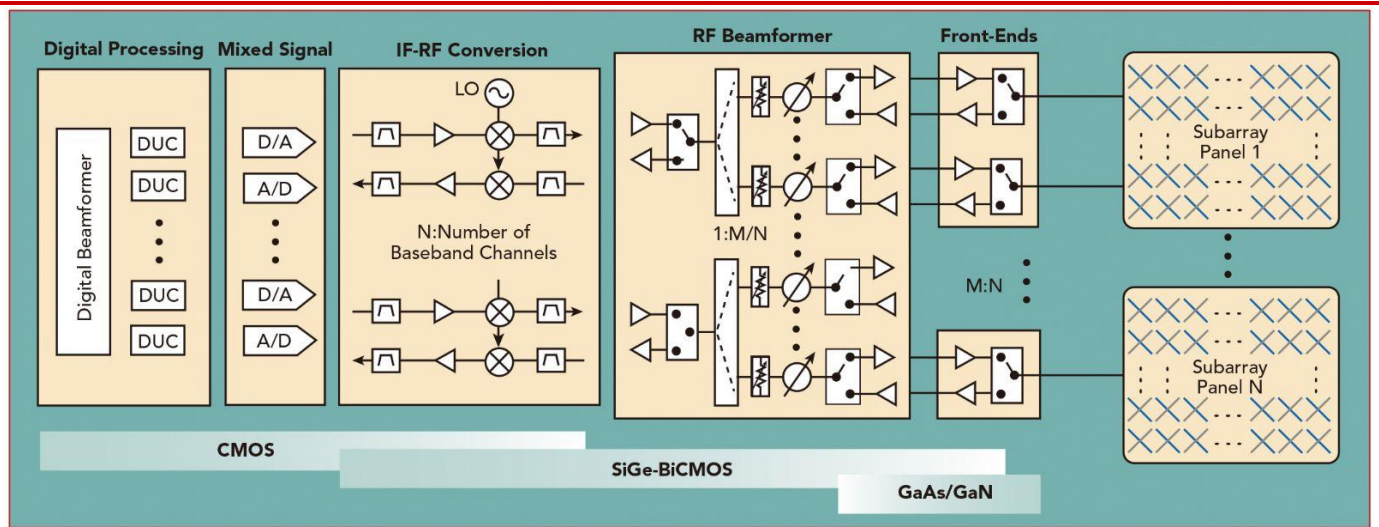 Digital Processing
Mixed Signal
IF-RF Conversion
RF Beamformer
Front-Ends
Digital Beamformer
DUC
DUC
DUC
DUC
D/A
A/D
D/A
A/D
LO
N:Number of
Baseband Channels
1:M/N
M:N
Subarray
Panel 1
Subarray
Panel N
CMOS
SiGe-BiCMOS
GaAs/GaN